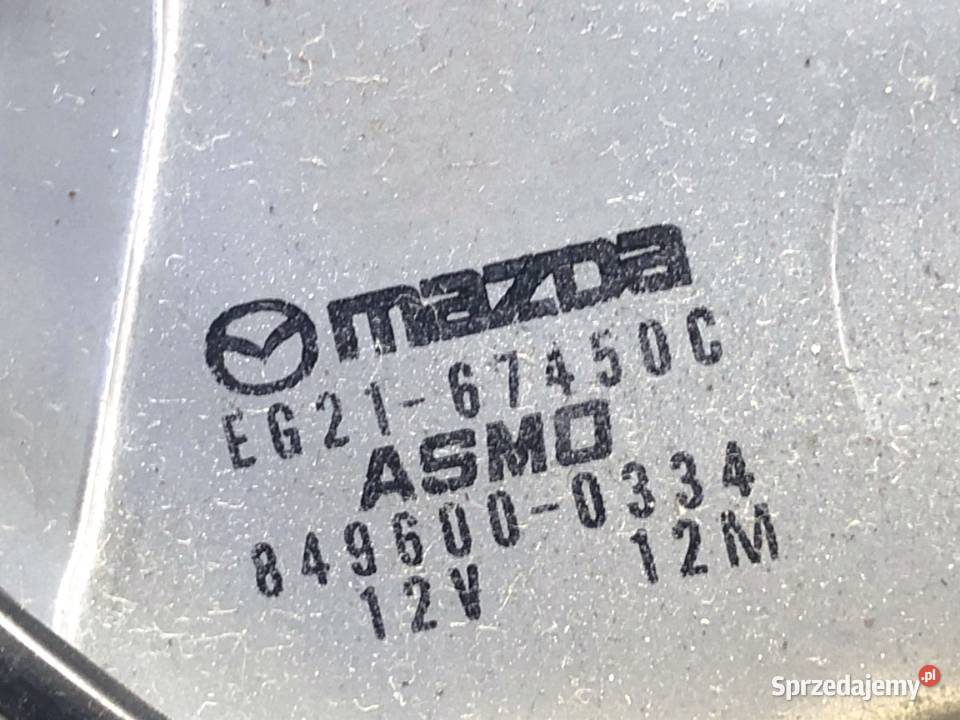 mazda
EG21-67450C
ASMO
849600-0334
12V 12M
Sprzedajemy.pl